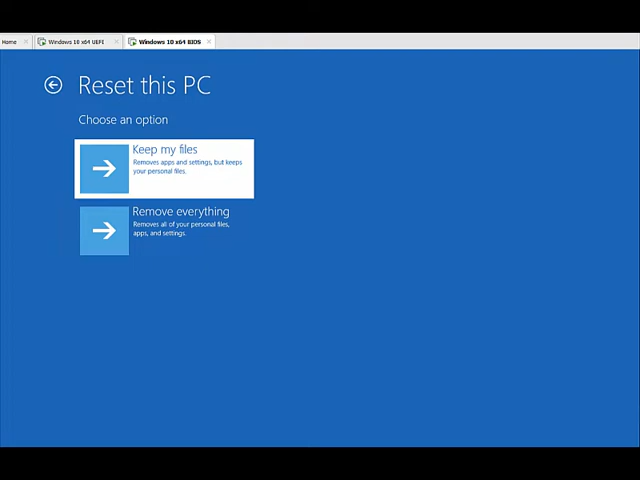 Home
Windows 10 x64 UEFI
Windows 10 x64 BIOS
Reset this PC
Choose an option
Keep my files
Removes apps and settings, but keeps
your personal files.
Remove everything
Removes all of your personal files,
apps, and settings.